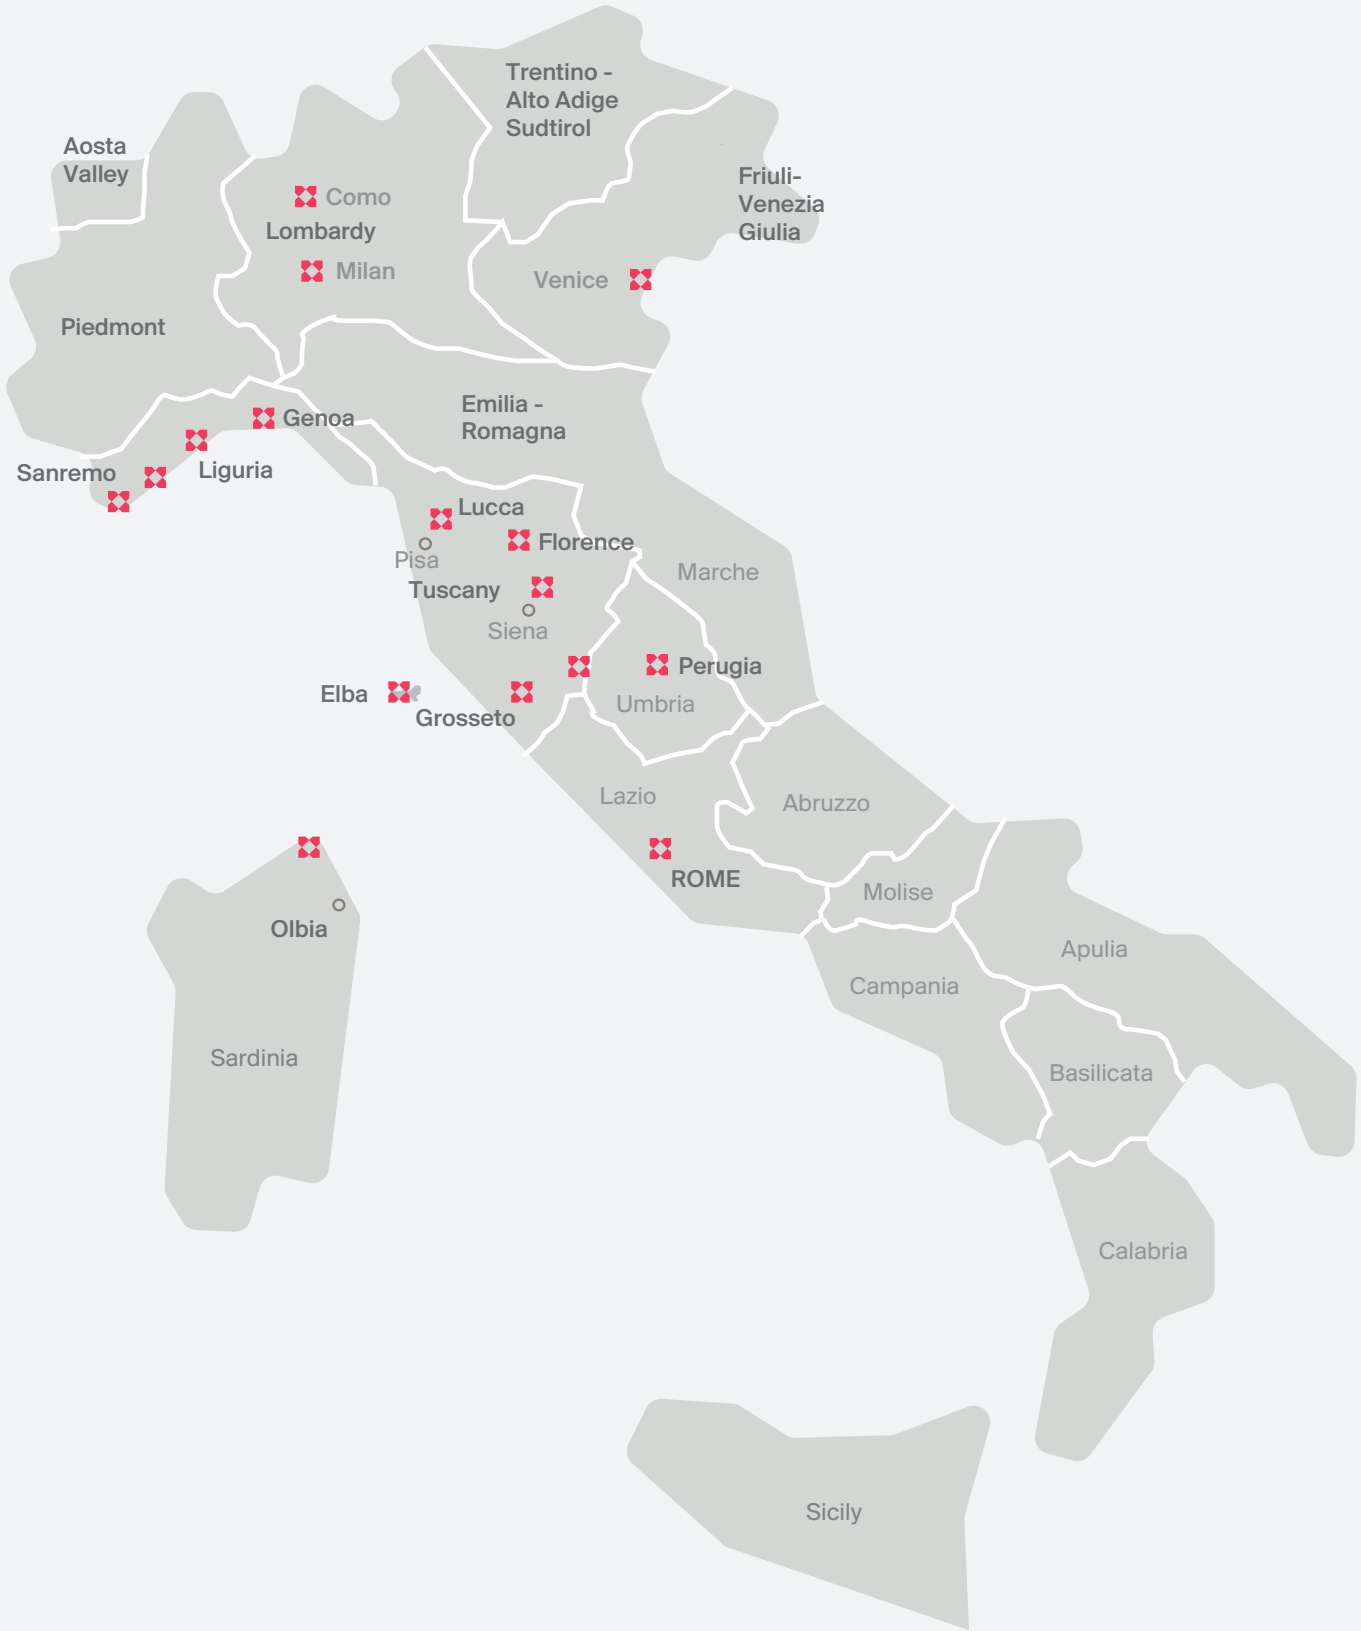 Trentino -
Alto Adige
Sudtirol
Aosta
Valley
Friuli-
Venezia
Giulia
Como
Lombardy
Milan
Venice
Piedmont
Emilia -
Romagna
Genoa
Sanremo
Liguria
Lucca
Florence
Pisa
Marche
Tuscany
Siena
Perugia
Elba
Umbria
Grosseto
Lazio
Abruzzo
ROME
Molise
Olbia
Apulia
Campania
Sardinia
Basilicata
Calabria
Sicily